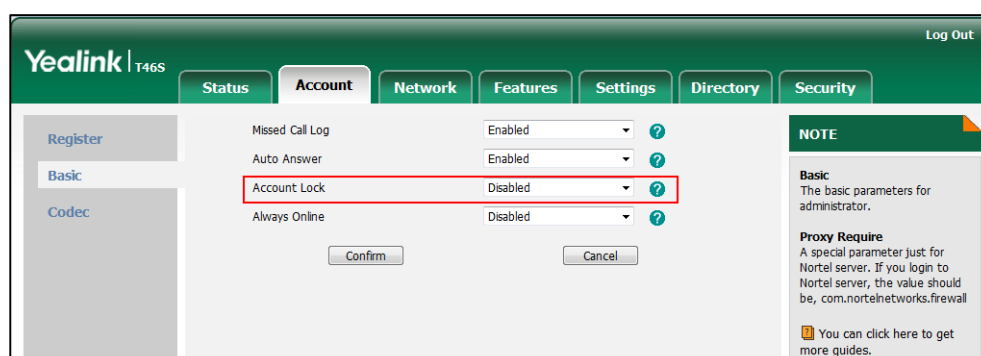 Log Out
Yealink | T46S
Status Account Network Features Settings Directory Security
Register
Basic
Codec
Missed Call Log Enabled
Auto Answer Enabled
Account Lock Disabled
Always Online Disabled
Confirm Cancel
NOTE
Basic
The basic parameters for
administrator.
Proxy Require
A special parameter just for
Nortel server. If you login to
Nortel server, the value should
be, com.nortelnetworks.firewall
You can click here to get
more guides.